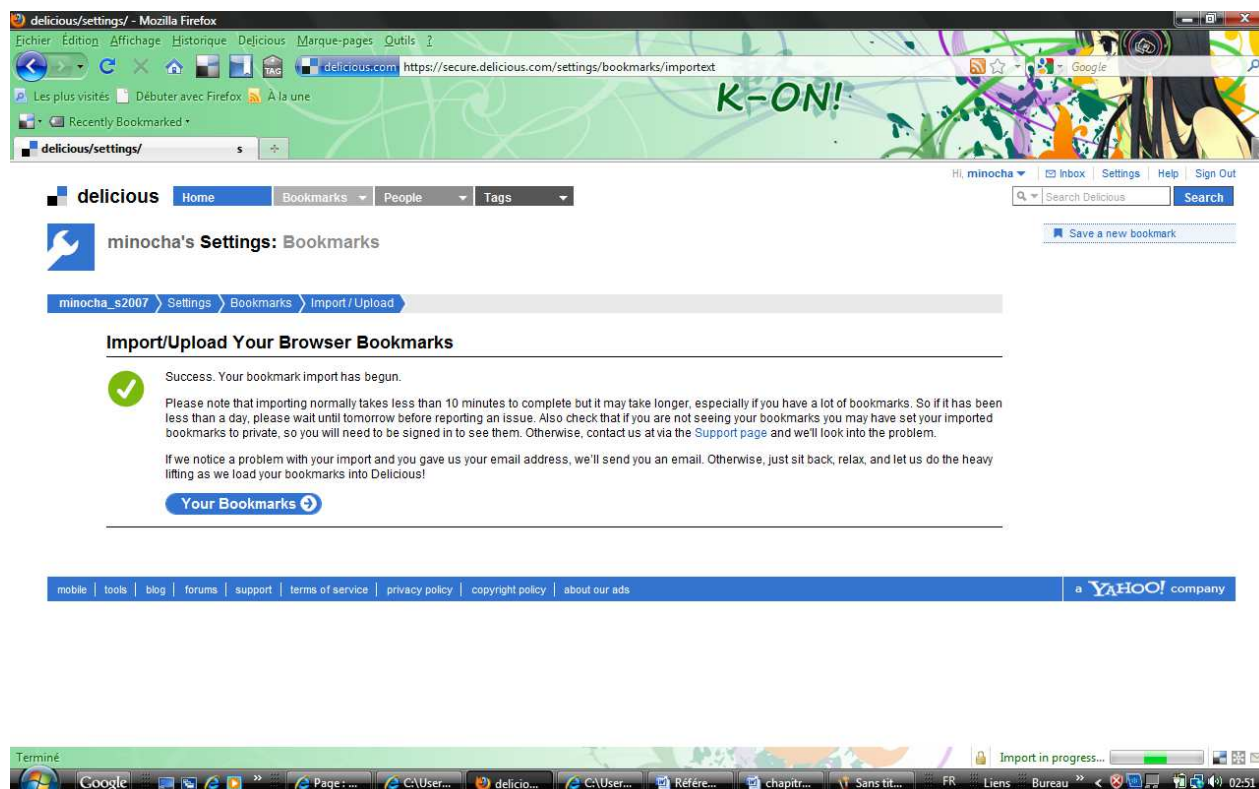 delicious/settings/ - Mozilla Firefox
Eichier Édition Affichage Historique Delicious Marque-pages Outils ?
TAG delicious.com https://secure.delicious.com/settings/bookmarks/importext Google
Les plus visités Débuter avec Firefox À la une
K-ON!
Recently Bookmarked
delicious/settings/ s
Hi, minocha Inbox Settings Help Sign Out
delicious Home Bookmarks People Tags Search Delicious Search
minocha's Settings: Bookmarks Save a new bookmark
minocha_s2007 Settings Bookmarks Import / Upload
Import/Upload Your Browser Bookmarks
Success. Your bookmark import has begun.
Please note that importing normally takes less than 10 minutes to complete but it may take longer, especially if you have a lot of bookmarks. So if it has been
less than a day, please wait until tomorrow before reporting an issue. Also check that if you are not seeing your bookmarks you may have set your imported
bookmarks to private, so you will need to be signed in to see them. Otherwise, contact us at via the Support page and we'll look into the problem.
If we notice a problem with your import and you gave us your email address, we'll send you an email. Otherwise, just sit back, relax, and let us do the heavy
lifting as we load your bookmarks into Delicious!
Your Bookmarks
mobile | tools | blog | forums | support | terms of service | privacy policy | copyright policy | about our ads a YAHOO! company
Terminé Import in progress...
Google Page : ... C:\User... delicio... C:\User... Référe... chapitr... Sans tit... FR Liens Bureau 02:51